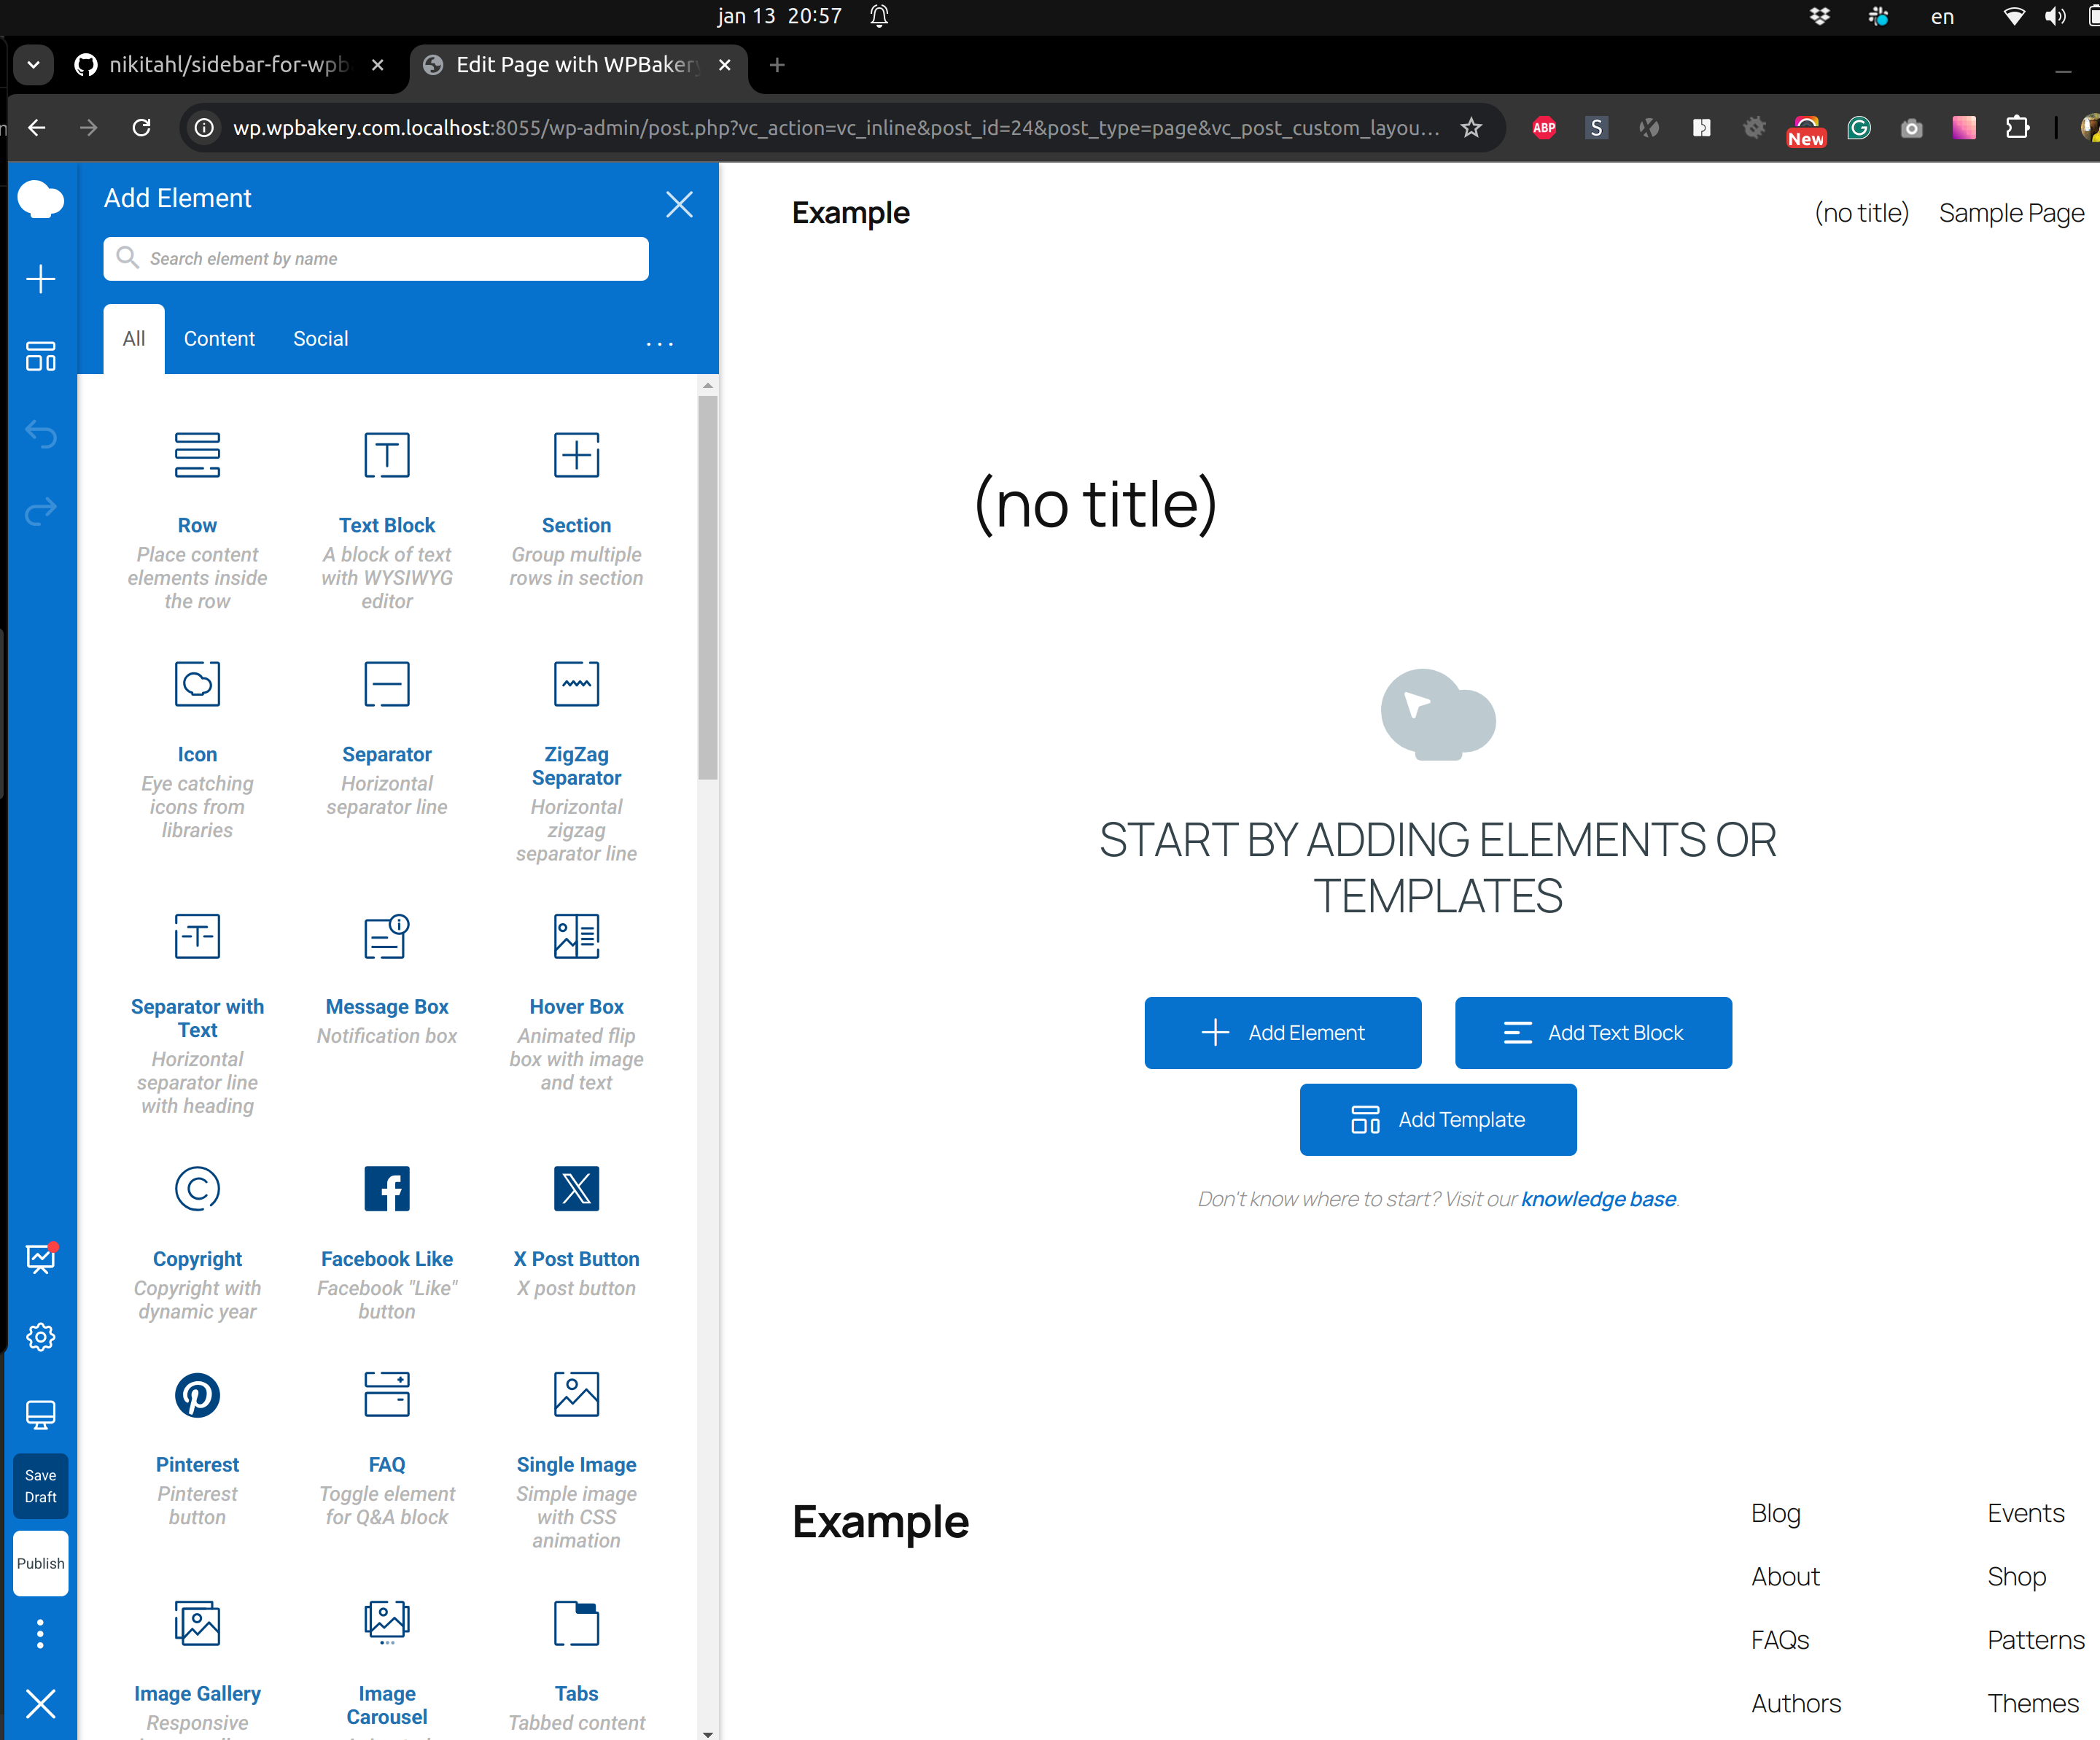 jan 13 20:57
en
nikitahl/sidebar-for-wpb
Edit Page with WPBakery
wp.wpbakery.com.localhost:8055/wp-admin/post.php?vc_action=vc_inline&post_id=24&post_type=page&vc_post_custom_layou...
ABP
S
New
Add Element
Search element by name
All Content Social ...
Row
Place content
elements inside
the row
Text Block
A block of text
with WYSIWYG
editor
Section
Group multiple
rows in section
Icon
Eye catching
icons from
libraries
Separator
Horizontal
separator line
ZigZag
Separator
Horizontal
zigzag
separator line
Separator with
Text
Horizontal
separator line
with heading
Message Box
Notification box
Hover Box
Animated flip
box with image
and text
Copyright
Copyright with
dynamic year
Facebook Like
Facebook "Like"
button
X Post Button
X post button
Pinterest
Pinterest
button
FAQ
Toggle element
for Q&A block
Single Image
Simple image
with CSS
animation
Image Gallery
Responsive
Image
Carousel
Tabs
Tabbed content
Save
Draft
Publish
Example
(no title) Sample Page
(no title)
START BY ADDING ELEMENTS OR
TEMPLATES
Add Element
Add Text Block
Add Template
Don't know where to start? Visit our knowledge base.
Example
Blog
About
FAQs
Authors
Events
Shop
Patterns
Themes